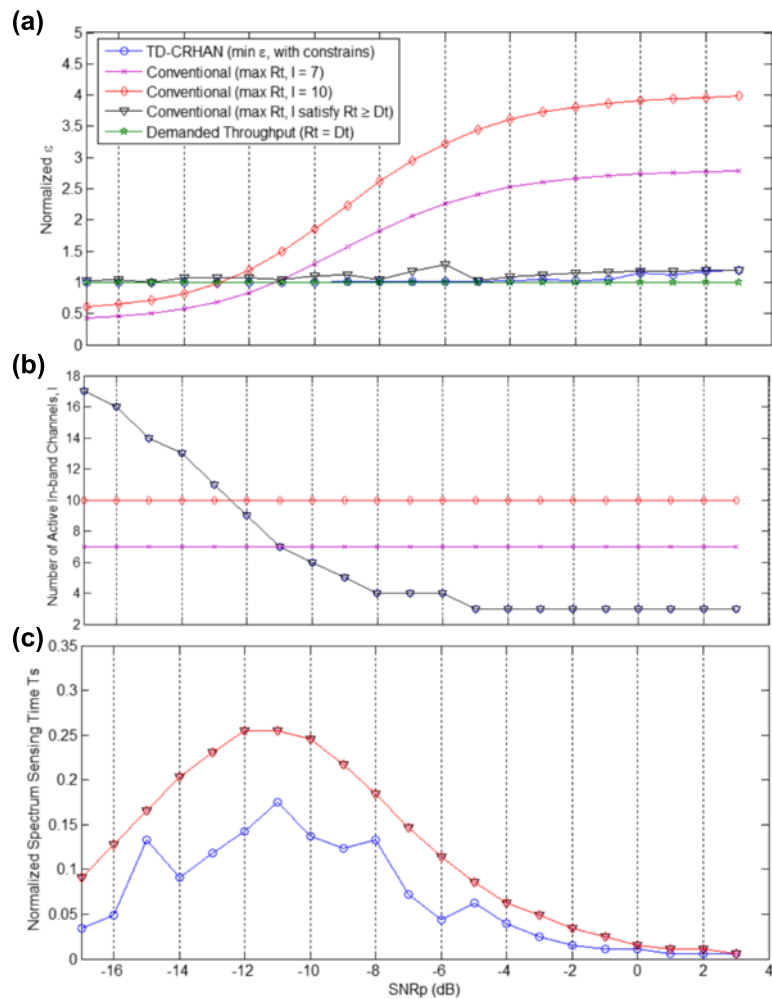 (a)
Normalized ε
5
4.5
4
3.5
3
2.5
2
1.5
1
0.5
0
TD-CRHAN (min ε, with constrains)
Conventional (max Rt, I = 7)
Conventional (max Rt, I = 10)
Conventional (max Rt, I satisfy Rt ≥ Dt)
Demanded Throughput (Rt = Dt)
(b)
Number of Active In-band Channels, I
18
16
14
12
10
8
6
4
2
(c)
Normalized Spectrum Sensing Time Ts
0.35
0.3
0.25
0.2
0.15
0.1
0.05
0
-16 -14 -12 -10 -8 -6 -4 -2 0 2 4
SNRp (dB)